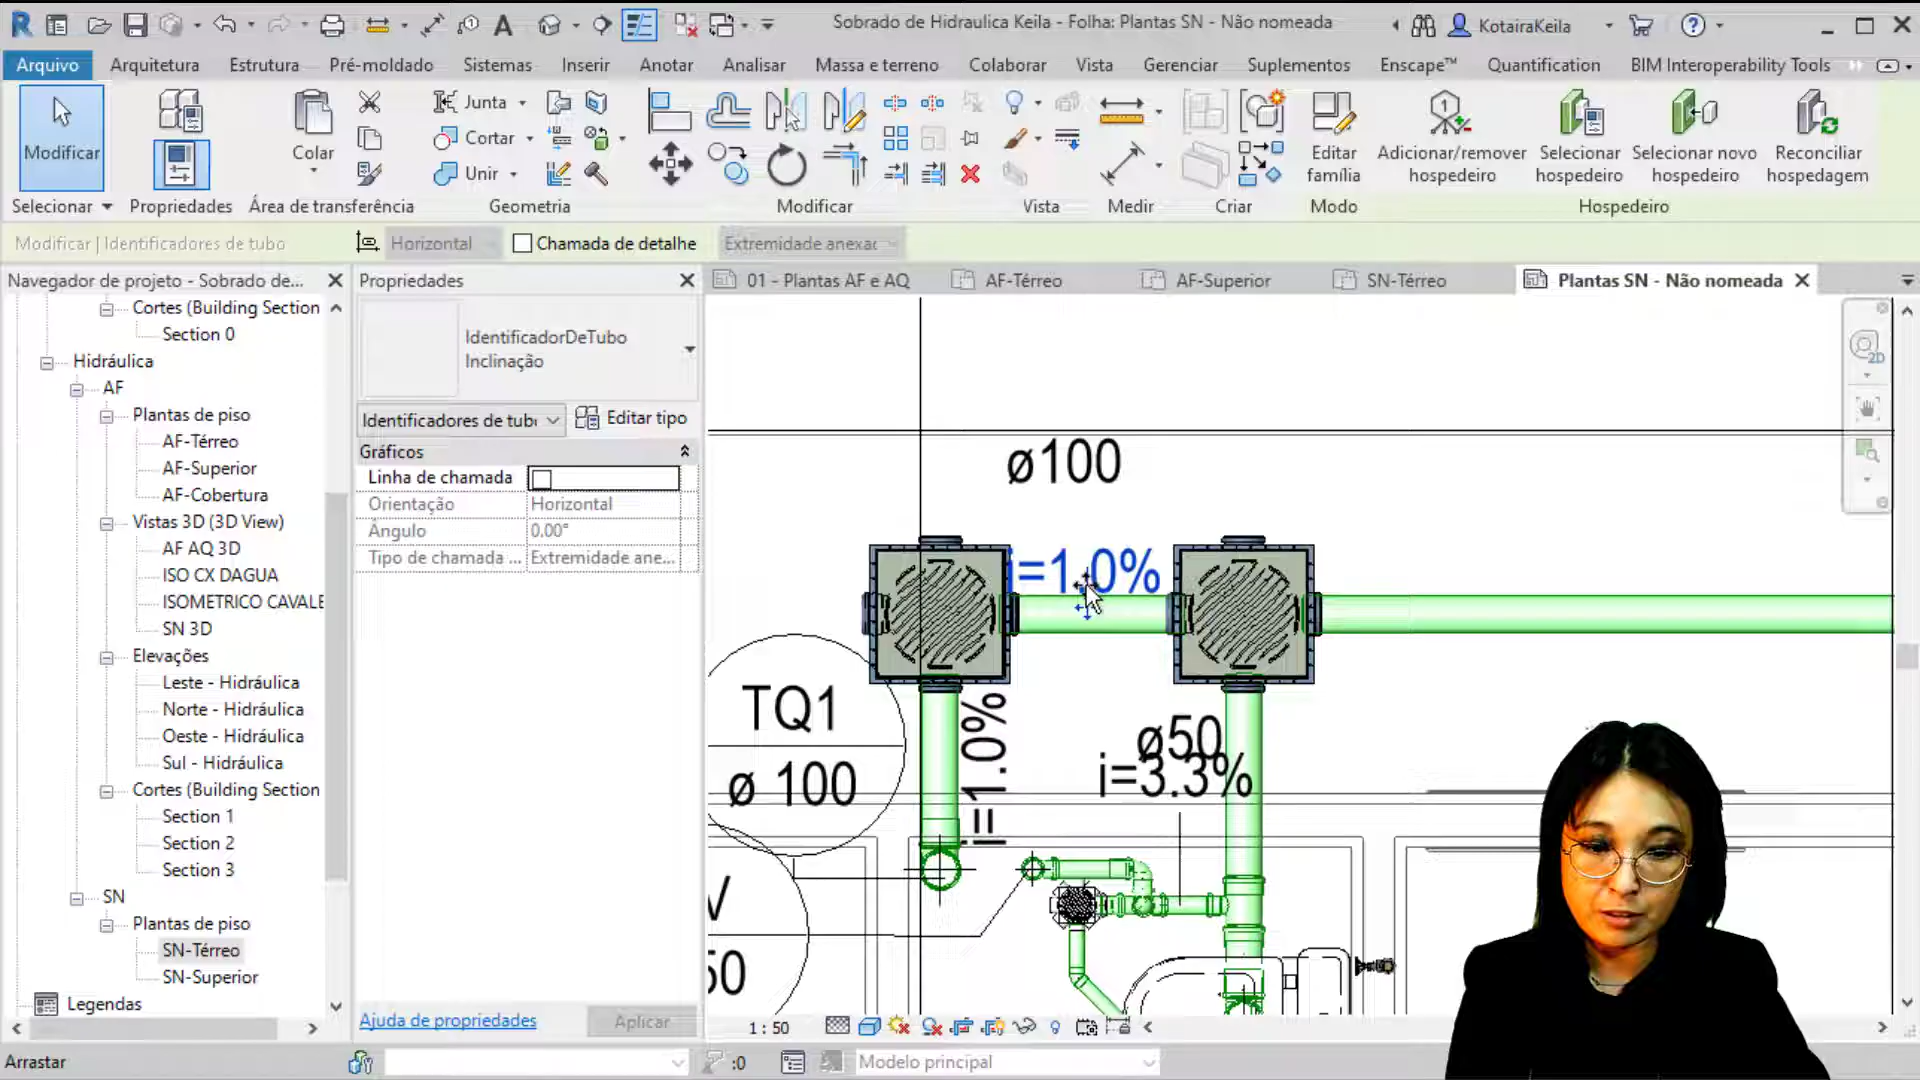 Sobrado de Hidraulica Keila - Folha: Plantas SN - Não nomeada
KotairaKeila
Arquivo Arquitetura Estrutura Pré-moldado Sistemas Inserir Anotar Analisar Massa e terreno Colaborar Vista Gerenciar Suplementos Enscape™ Quantification BIM Interoperability Tools
Modificar
Colar
Junta
Cortar
Unir
Editar família
Adicionar/remover hospedeiro
Selecionar hospedeiro
Selecionar novo hospedeiro
Reconciliar hospedagem
Selecionar Propriedades Área de transferência Geometria Modificar Vista Medir Criar Modo Hospedeiro
Modificar | Identificadores de tubo Horizontal Chamada de detalhe Extremidade anexac
Navegador de projeto - Sobrado de...
Cortes (Building Section
Section 0
Hidráulica
AF
Plantas de piso
AF-Térreo
AF-Superior
AF-Cobertura
Vistas 3D (3D View)
AF AQ 3D
ISO CX DAGUA
ISOMETRICO CAVALE
SN 3D
Elevações
Leste - Hidráulica
Norte - Hidráulica
Oeste - Hidráulica
Sul - Hidráulica
Cortes (Building Section
Section 1
Section 2
Section 3
SN
Plantas de piso
SN-Térreo
SN-Superior
Legendas
Propriedades
IdentificadorDeTubo
Inclinação
Identificadores de tub
Editar tipo
Gráficos
Linha de chamada
Orientação Horizontal
Ângulo 0.00°
Tipo de chamada ... Extremidade ane...
Ajuda de propriedades Aplicar
01 - Plantas AF e AQ AF-Térreo AF-Superior SN-Térreo Plantas SN - Não nomeada
2D
ø100
i=1.0%
TQ1
ø 100
i=1.0%
ø50
i=3.3%
V
50
1 : 50
Arrastar
:0
Modelo principal